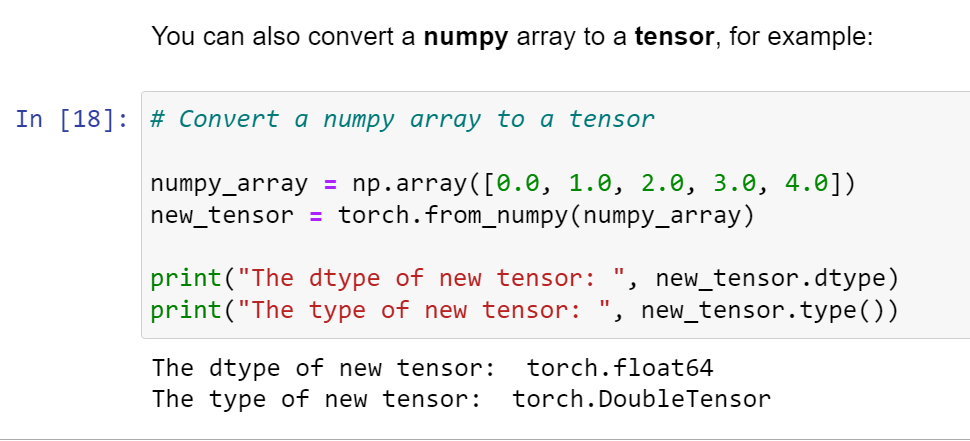 You can also convert a numpy array to a tensor, for example:
In [18]: # Convert a numpy array to a tensor
numpy_array = np.array([0.0, 1.0, 2.0, 3.0, 4.0])
new_tensor = torch.from_numpy(numpy_array)
print("The dtype of new tensor: ", new_tensor.dtype)
print("The type of new tensor: ", new_tensor.type())
The dtype of new tensor:  torch.float64
The type of new tensor:  torch.DoubleTensor